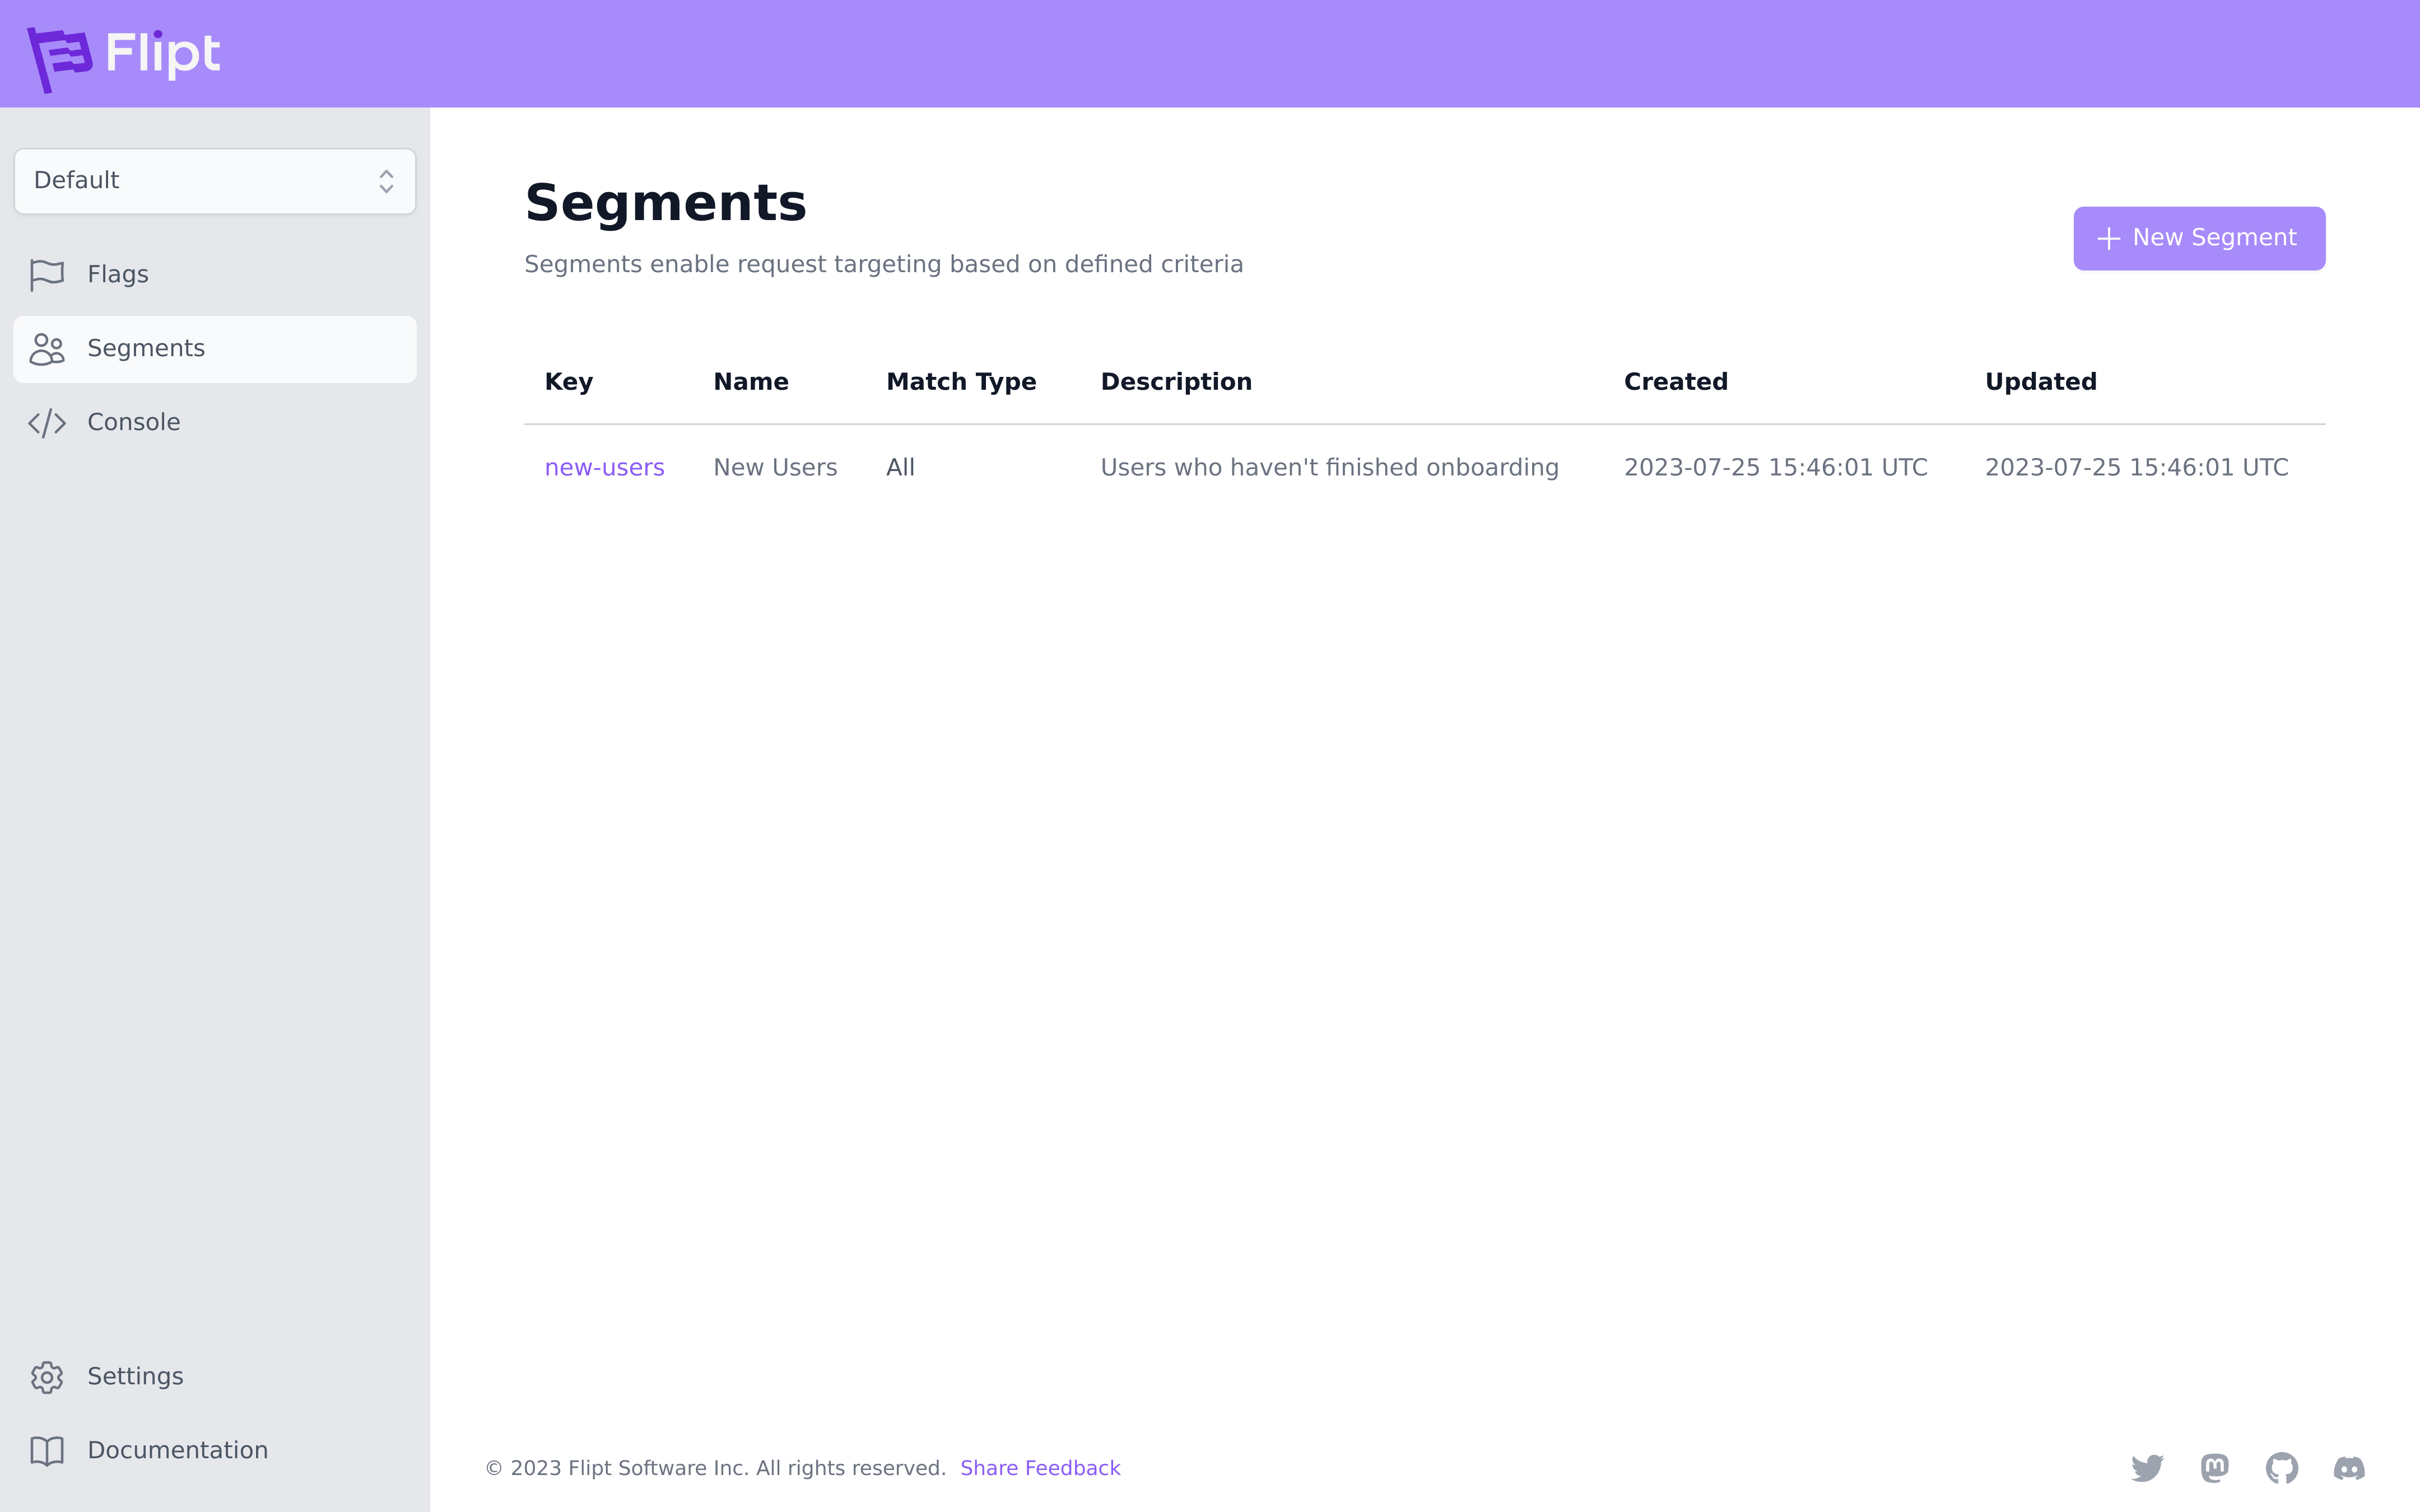 Flipt
Default
Flags
Segments
Console
Settings
Documentation
Segments
Segments enable request targeting based on defined criteria
New Segment
Key Name Match Type Description Created Updated
new-users New Users All Users who haven't finished onboarding 2023-07-25 15:46:01 UTC 2023-07-25 15:46:01 UTC
© 2023 Flipt Software Inc. All rights reserved. Share Feedback